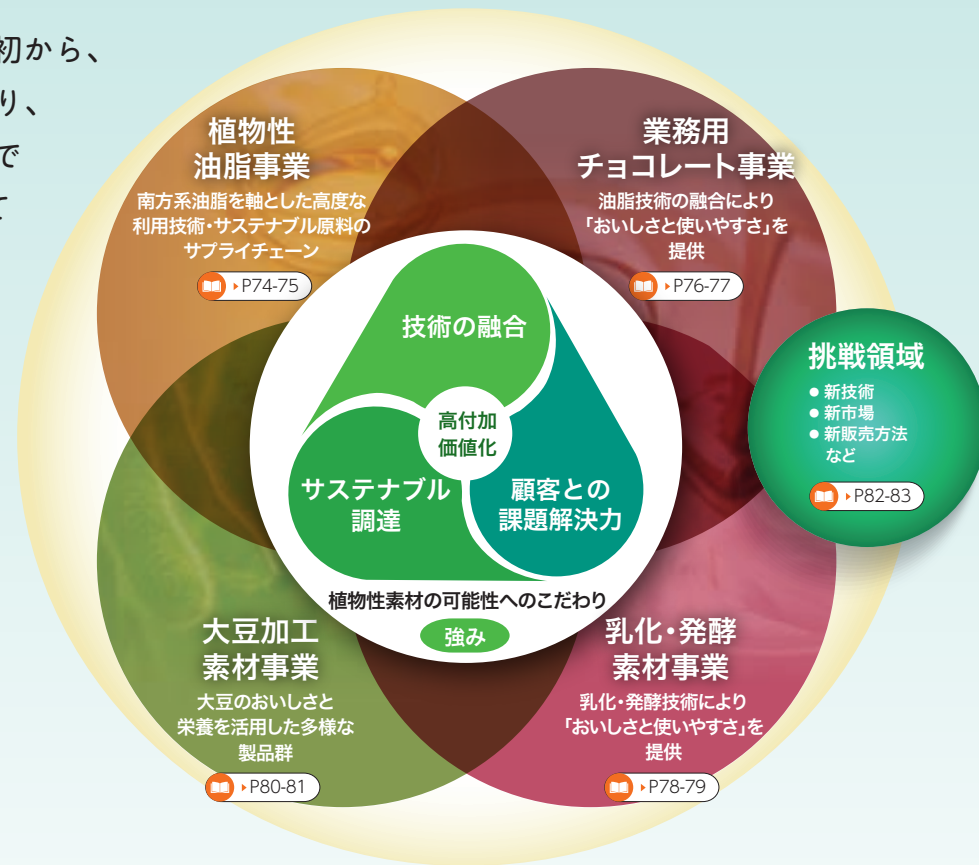 初から、
り、
で
て
植物性
油脂事業
南方系油脂を軸とした高度な
利用技術・サステナブル原料の
サプライチェーン
P74-75
業務用
チョコレート事業
油脂技術の融合により
「おいしさと使いやすさ」を
提供
P76-77
技術の融合
高付加
価値化
サステナブル
調達
顧客との
課題解決力
植物性素材の可能性へのこだわり
強み
挑戦領域
● 新技術
● 新市場
● 新販売方法
など
P82-83
大豆加工
素材事業
大豆のおいしさと
栄養を活用した多様な
製品群
P80-81
乳化・発酵
素材事業
乳化・発酵技術により
「おいしさと使いやすさ」を
提供
P78-79